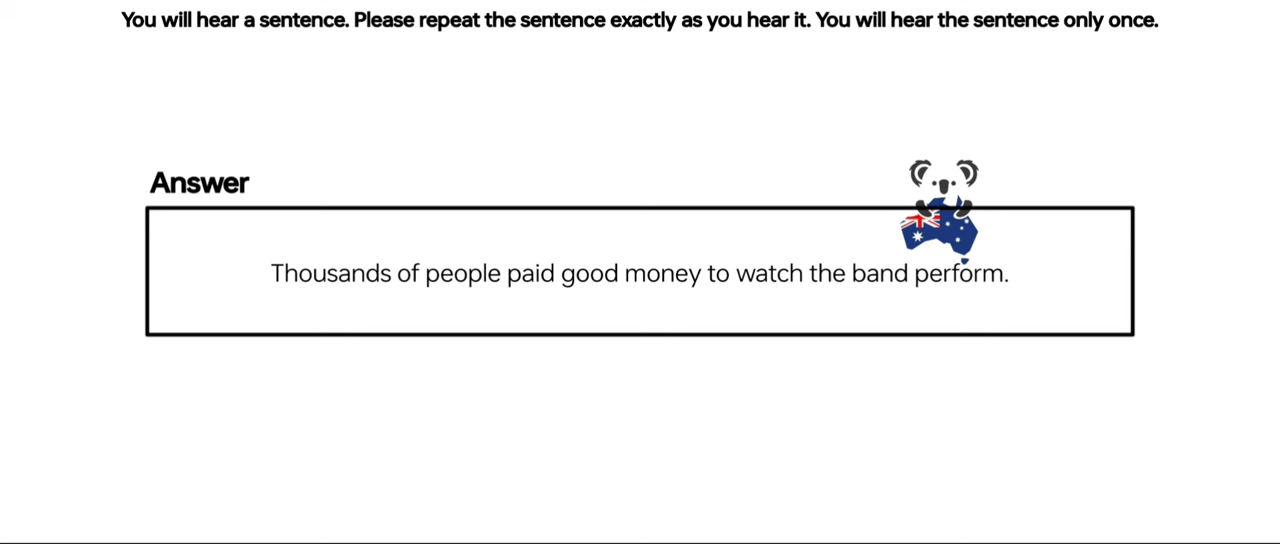 You will hear a sentence. Please repeat the sentence exactly as you hear it. You will hear the sentence only once.
Answer
Thousands of people paid good money to watch the band perform.